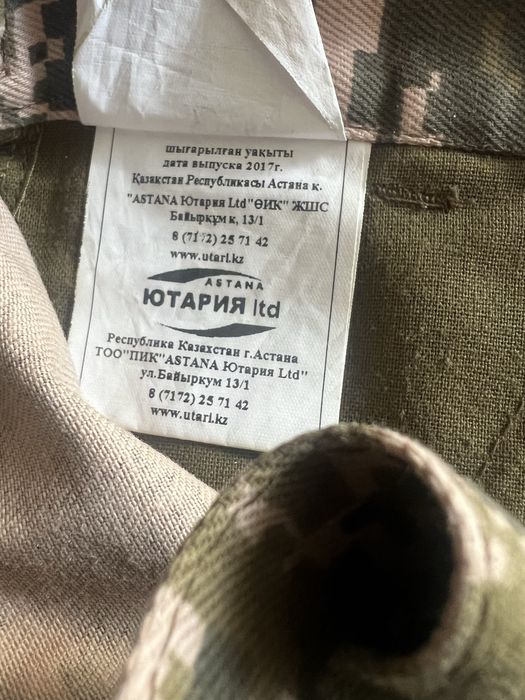 шығарылған уақыты
дата выпуска 2017г.
Қазақстан Республикасы Астана қ.
"ASTANA Ютария Ltd"ӨИК" ЖШС
Байырқұм к, 13/1
8 (7172) 25 71 42
www.utari.kz
ASTANA
ЮТАРИЯ ltd
Республика Казахстан г.Астана
ТОО"ПИК"ASTANA Ютария Ltd"
ул.Байыркум 13/1
8 (7172) 25 71 42
www.utari.kz